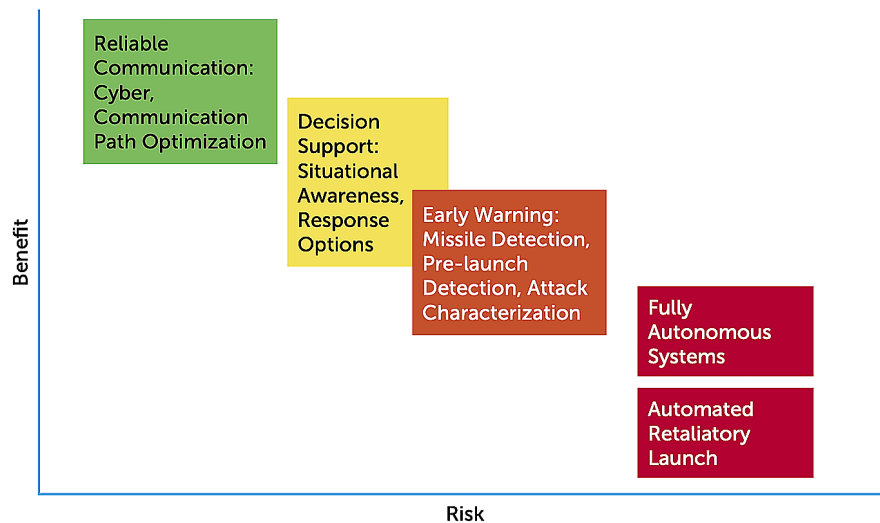 Reliable
Communication:
Cyber,
Communication
Path Optimization
Decision
Support:
Situational
Awareness,
Response
Options
Early Warning:
Missile Detection,
Pre-launch
Detection, Attack
Characterization
Fully
Autonomous
Systems
Automated
Retaliatory
Launch
Benefit
Risk